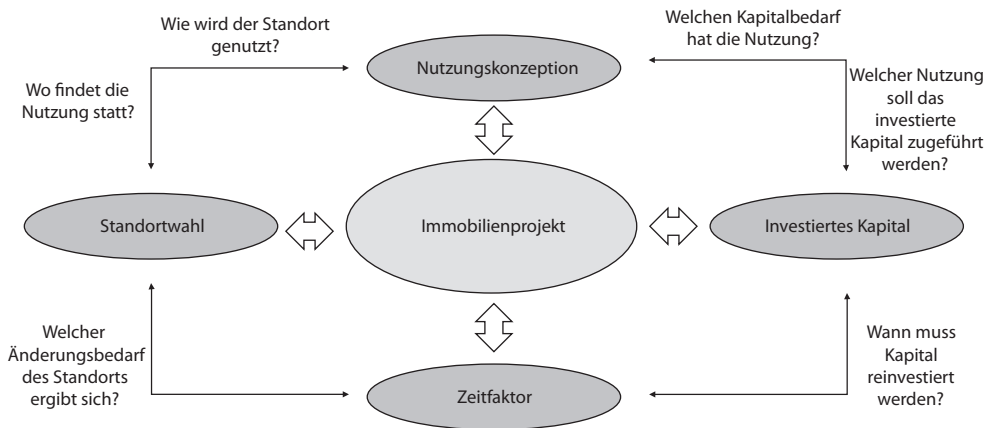 Wie wird der Standort
genutzt?
Welchen Kapitalbedarf
hat die Nutzung?
Nutzungskonzeption
Wo findet die
Nutzung statt?
Welcher Nutzung
soll das
investierte
Kapital zugeführt
werden?
Standortwahl
Immobilienprojekt
Investiertes Kapital
Welcher
Änderungsbedarf
des Standorts
ergibt sich?
Zeitfaktor
Wann muss
Kapital
reinvestiert
werden?